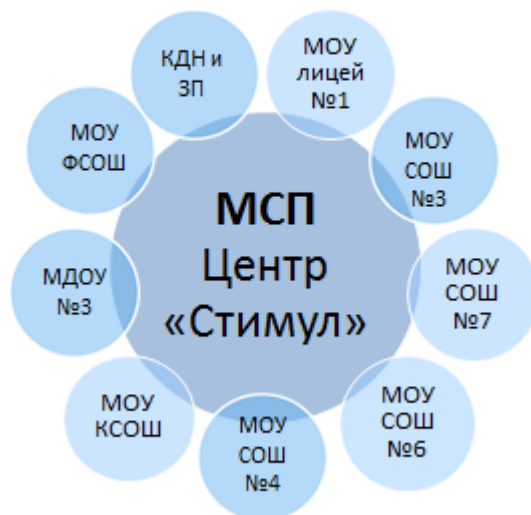 КДН и
ЗП
МОУ
лицей
№1
МОУ
СОШ
№3
МОУ
СОШ
№7
МОУ
СОШ
№6
МОУ
СОШ
№4
МОУ
КСОШ
МДОУ
№3
МОУ
ФСОШ
МСП
Центр
«Стимул»